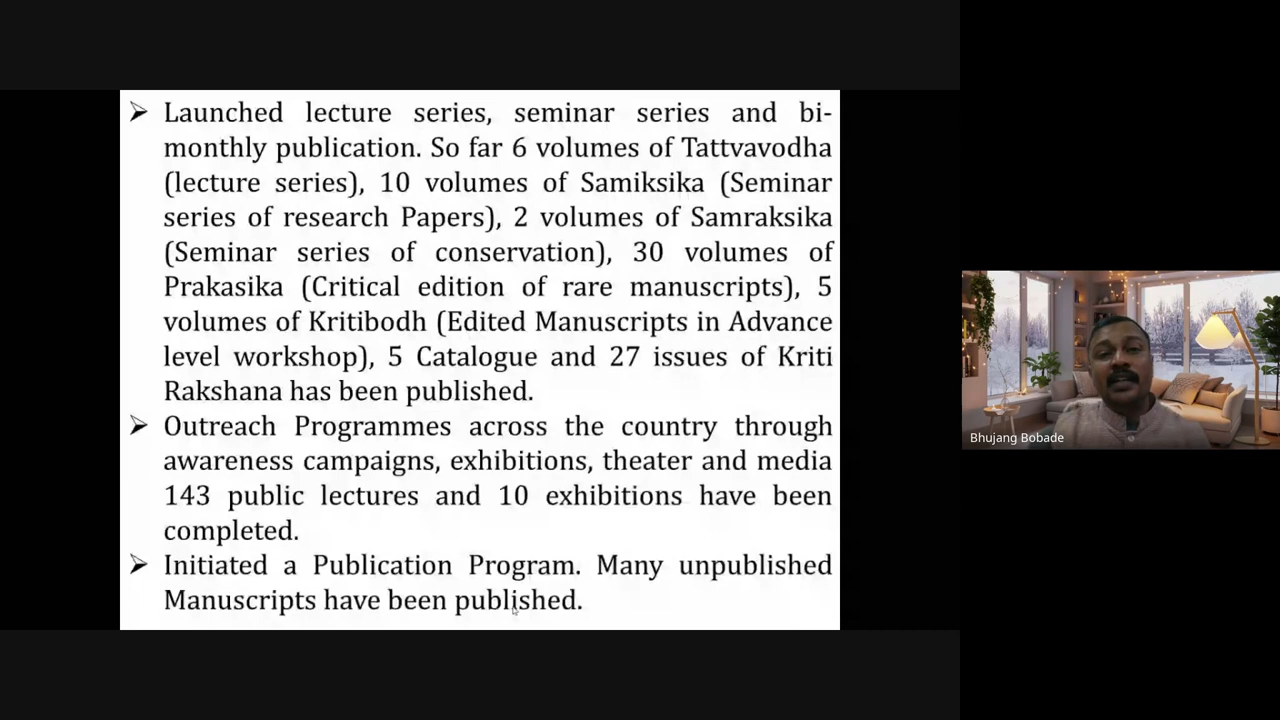 ➢ Launched lecture series, seminar series and bi-
monthly publication. So far 6 volumes of Tattvavodha
(lecture series), 10 volumes of Samiksika (Seminar
series of research Papers), 2 volumes of Samraksika
(Seminar series of conservation), 30 volumes of
Prakasika (Critical edition of rare manuscripts), 5
volumes of Kritibodh (Edited Manuscripts in Advance
level workshop), 5 Catalogue and 27 issues of Kriti
Rakshana has been published.
➢ Outreach Programmes across the country through
awareness campaigns, exhibitions, theater and media
143 public lectures and 10 exhibitions have been
completed.
➢ Initiated a Publication Program. Many unpublished
Manuscripts have been published.
Bhujang Bobade